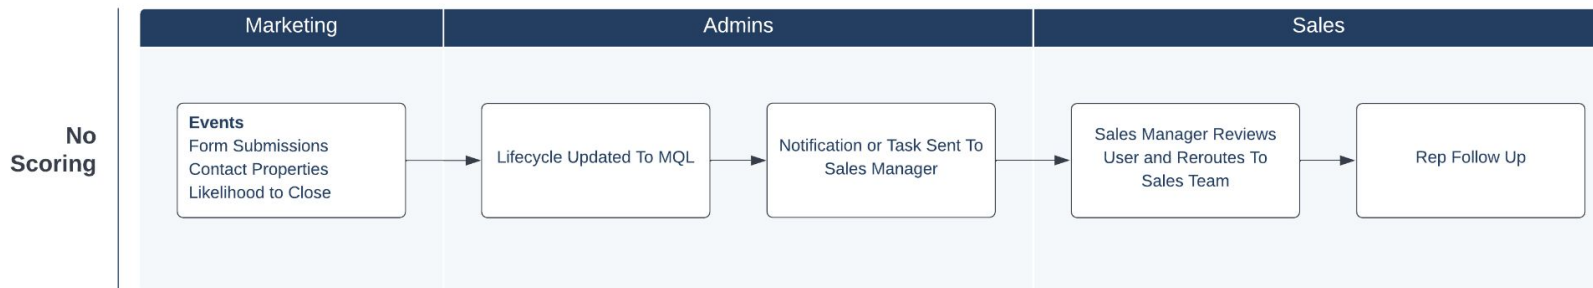 Marketing
Admins
Sales
No
Scoring
Events
Form Submissions
Contact Properties
Likelihood to Close
Lifecycle Updated To MQL
Notification or Task Sent To
Sales Manager
Sales Manager Reviews
User and Reroutes To
Sales Team
Rep Follow Up